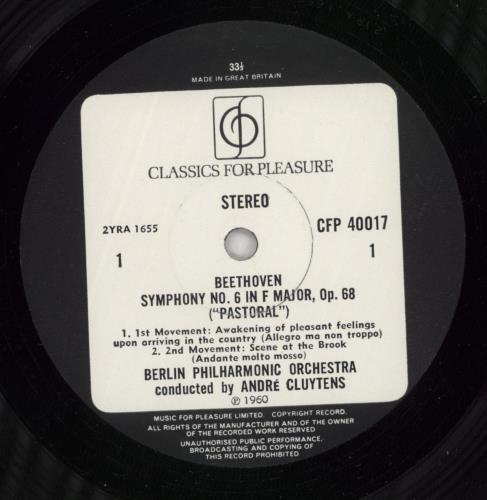 33⅓
MADE IN GREAT BRITAIN
CLASSICS FOR PLEASURE
STEREO
2YRA 1655
CFP 40017
1
1
BEETHOVEN
SYMPHONY NO. 6 IN F MAJOR, Op. 68
("PASTORAL")
1. 1st Movement: Awakening of pleasant feelings
upon arriving in the country (Allegro ma non troppo)
2. 2nd Movement: Scene at the Brook
(Andante molto mosso)
BERLIN PHILHARMONIC ORCHESTRA
conducted by ANDRÉ CLUYTENS
℗ 1960
MUSIC FOR PLEASURE LIMITED. COPYRIGHT RECORD.
ALL RIGHTS OF THE MANUFACTURER AND OF THE OWNER
OF THE RECORDED WORK RESERVED
UNAUTHORISED PUBLIC PERFORMANCE,
BROADCASTING AND COPYING OF
THIS RECORD PROHIBITED